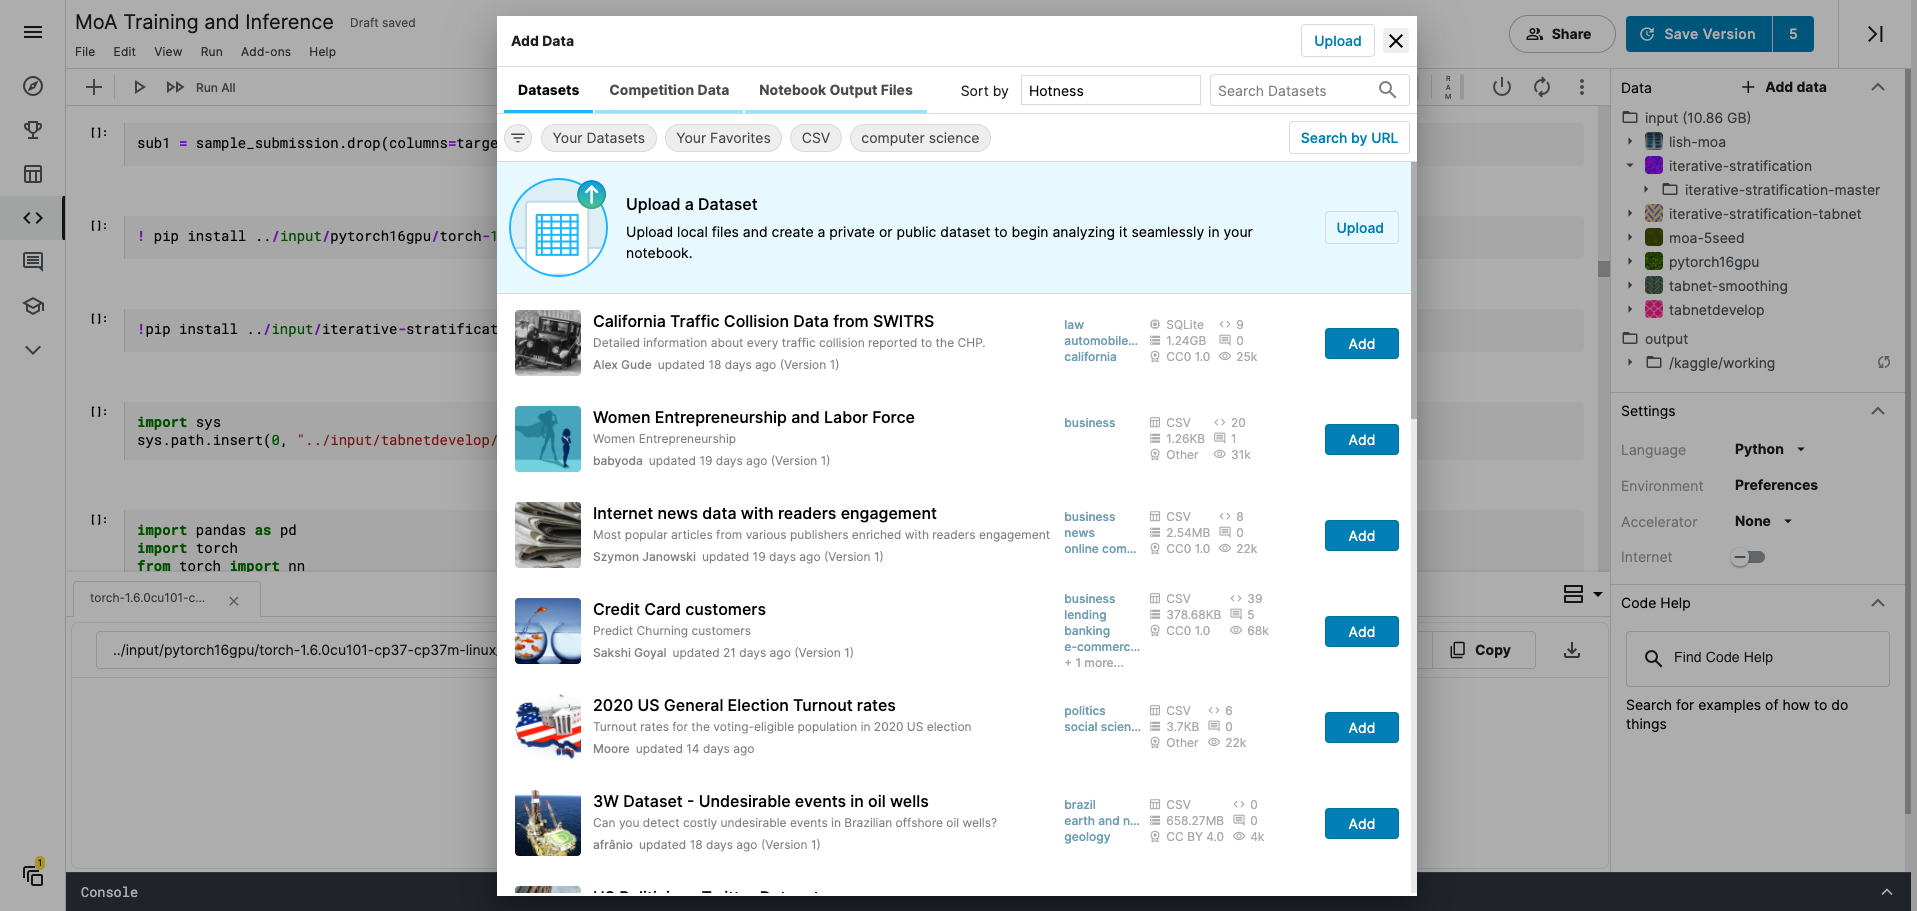 MoA Training and Inference Draft saved
File Edit View Run Add-ons Help
Share
Save Version 5
Run All
[]:
sub1 = sample_submission.drop(columns=targe
[]:
! pip install ../input/pytorch16gpu/torch-1
[]:
!pip install ../input/iterative-stratificat
[]:
import sys
sys.path.insert(0, "../input/tabnetdevelop/
[]:
import pandas as pd
import torch
from torch import nn
torch-1.6.0cu101-c...
../input/pytorch16gpu/torch-1.6.0cu101-cp37-cp37m-linux
Copy
1
Console
Add Data
Upload
Datasets Competition Data Notebook Output Files Sort by Hotness Search Datasets
Your Datasets Your Favorites CSV computer science Search by URL
Upload a Dataset
Upload local files and create a private or public dataset to begin analyzing it seamlessly in your
notebook.
Upload
California Traffic Collision Data from SWITRS
Detailed information about every traffic collision reported to the CHP.
Alex Gude updated 18 days ago (Version 1)
law
automobile...
california
SQLite 9
1.24GB 0
CC0 1.0 25k
Add
Women Entrepreneurship and Labor Force
Women Entrepreneurship
babyoda updated 19 days ago (Version 1)
business
CSV 20
1.26KB 1
Other 31k
Add
Internet news data with readers engagement
Most popular articles from various publishers enriched with readers engagement
Szymon Janowski updated 19 days ago (Version 1)
business
news
online com...
CSV 8
2.54MB 0
CC0 1.0 22k
Add
Credit Card customers
Predict Churning customers
Sakshi Goyal updated 21 days ago (Version 1)
business
lending
banking
e-commerc...
+ 1 more...
CSV 39
378.68KB 5
CC0 1.0 68k
Add
2020 US General Election Turnout rates
Turnout rates for the voting-eligible population in 2020 US election
Moore updated 14 days ago
politics
social scien...
CSV 6
3.7KB 0
Other 22k
Add
3W Dataset - Undesirable events in oil wells
Can you detect costly undesirable events in Brazilian offshore oil wells?
afrânio updated 18 days ago (Version 1)
brazil
earth and n...
geology
CSV 0
658.27MB 0
CC BY 4.0 4k
Add
RAM
Data Add data
input (10.86 GB)
lish-moa
iterative-stratification
iterative-stratification-master
iterative-stratification-tabnet
moa-5seed
pytorch16gpu
tabnet-smoothing
tabnetdevelop
output
/kaggle/working
Settings
Language Python
Environment Preferences
Accelerator None
Internet
Code Help
Find Code Help
Search for examples of how to do
things